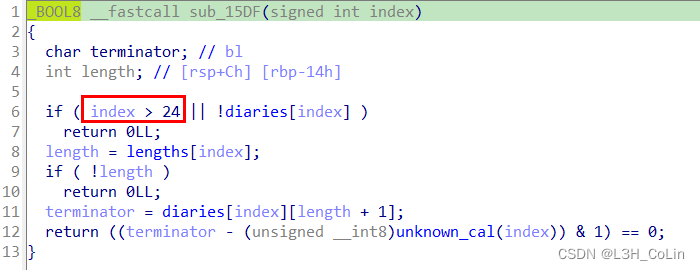 1 _BOOL8 __fastcall sub_15DF(signed int index)
2 {
3 char terminator; // bl
4 int length; // [rsp+Ch] [rbp-14h]
5
6 if ( index > 24 || !diaries[index] )
7 return 0LL;
8 length = lengths[index];
9 if ( !length )
10 return 0LL;
11 terminator = diaries[index][length + 1];
12 return ((terminator - (unsigned __int8)unknown_cal(index)) & 1) == 0;
13 }
CSDN @L3H_CoLin